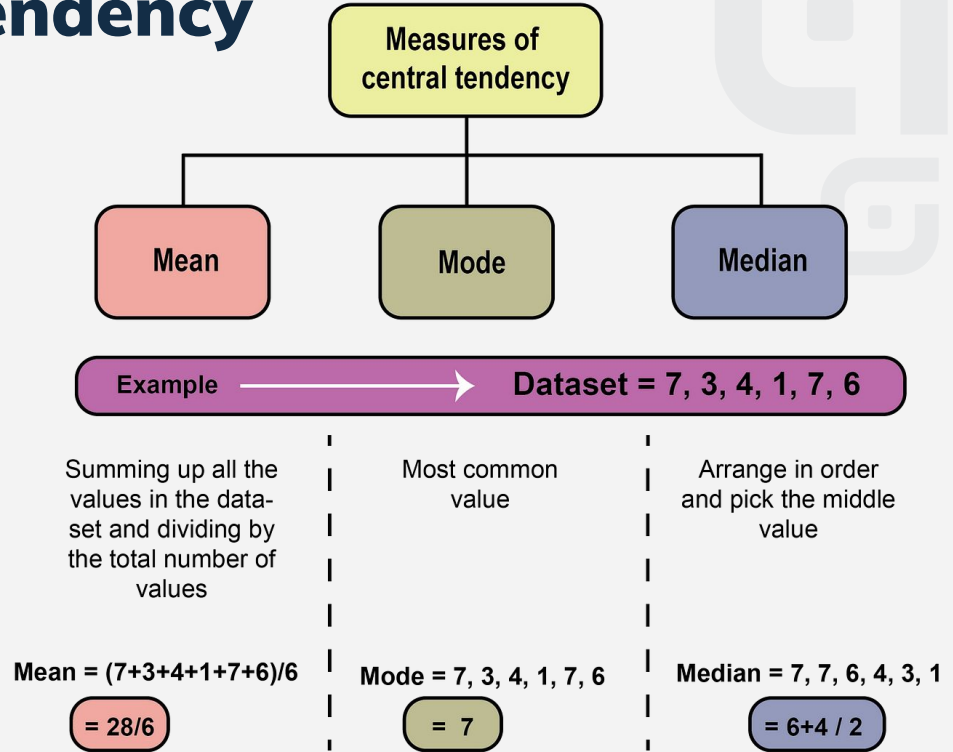 endency
Measures of
central tendency
Mean
Mode
Median
Example
Dataset = 7, 3, 4, 1, 7, 6
Summing up all the
values in the data-
set and dividing by
the total number of
values
Mean = (7+3+4+1+7+6)/6
= 28/6
Most common
value
Mode = 7, 3, 4, 1, 7, 6
= 7
Arrange in order
and pick the middle
value
Median = 7, 7, 6, 4, 3, 1
= 6+4 / 2